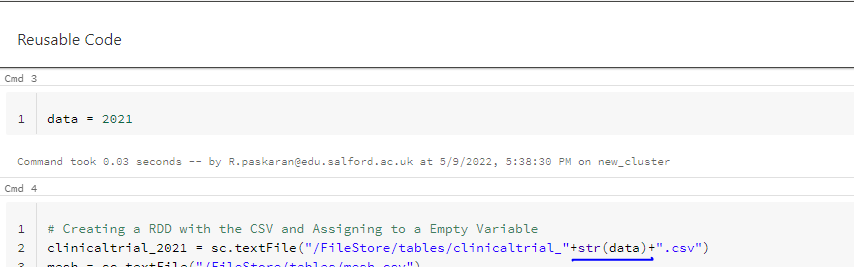 Reusable Code
Cmd 3
1 data = 2021
Command took 0.03 seconds -- by R.paskaran@edu.salford.ac.uk at 5/9/2022, 5:38:30 PM on new_cluster
Cmd 4
1 # Creating a RDD with the CSV and Assigning to a Empty Variable
2 clinicaltrial_2021 = sc.textFile("/FileStore/tables/clinicaltrial_"+str(data)+".csv")
3 mesh = sc.textFile("/FileStore/tables/mesh.csv")